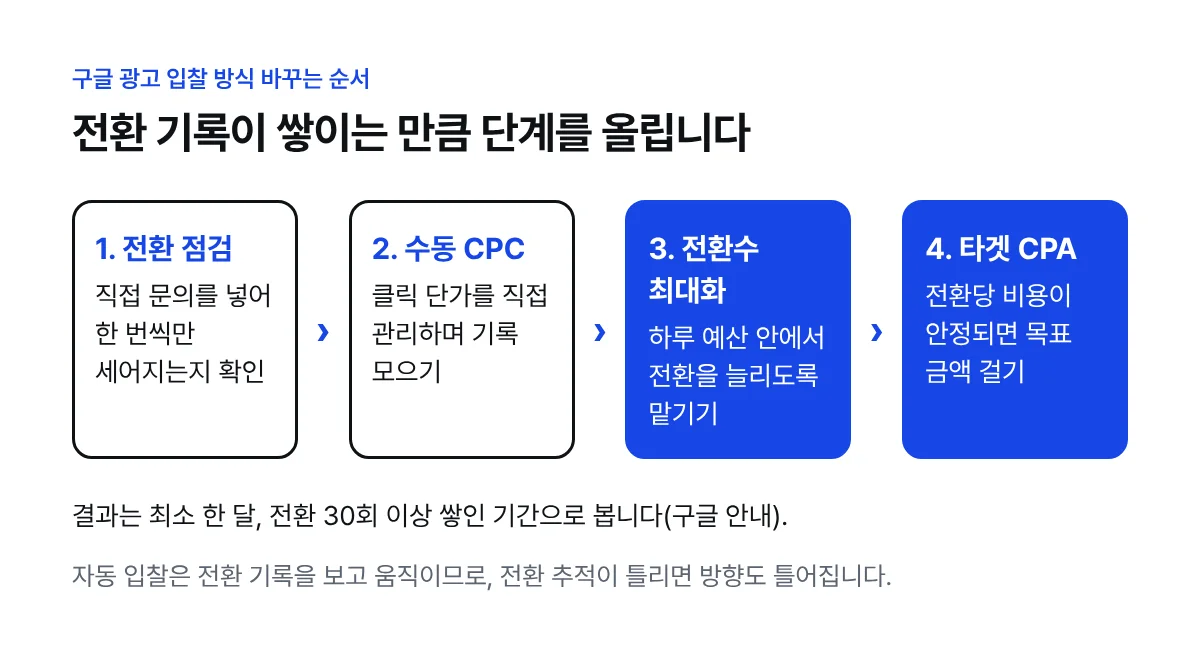 구글 광고 입찰 방식 바꾸는 순서
전환 기록이 쌓이는 만큼 단계를 올립니다
1. 전환 점검
직접 문의를 넣어
한 번씩만
세어지는지 확인
›
2. 수동 CPC
클릭 단가를 직접
관리하며 기록
모으기
›
3. 전환수
최대화
하루 예산 안에서
전환을 늘리도록
맡기기
›
4. 타겟 CPA
전환당 비용이
안정되면 목표
금액 걸기
결과는 최소 한 달, 전환 30회 이상 쌓인 기간으로 봅니다(구글 안내).
자동 입찰은 전환 기록을 보고 움직이므로, 전환 추적이 틀리면 방향도 틀어집니다.